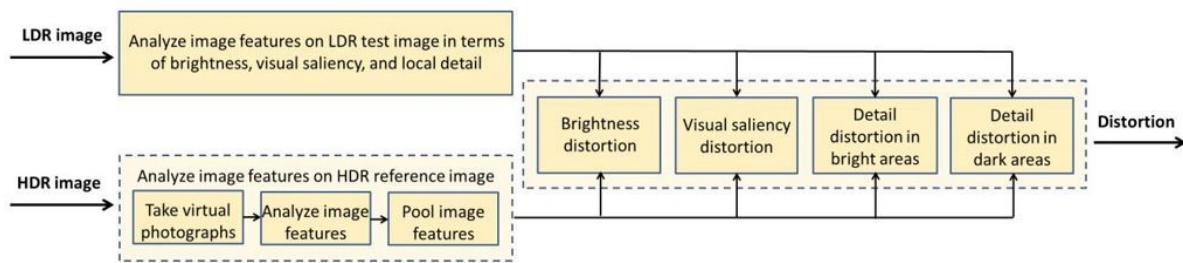 LDR image
Analyze image features on LDR test image in terms
of brightness, visual saliency, and local detail
Brightness
distortion
Visual saliency
distortion
Detail
distortion in
bright areas
Detail
distortion in
dark areas
Distortion
HDR image
Analyze image features on HDR reference image
Take virtual
photographs
Analyze image
features
Pool image
features